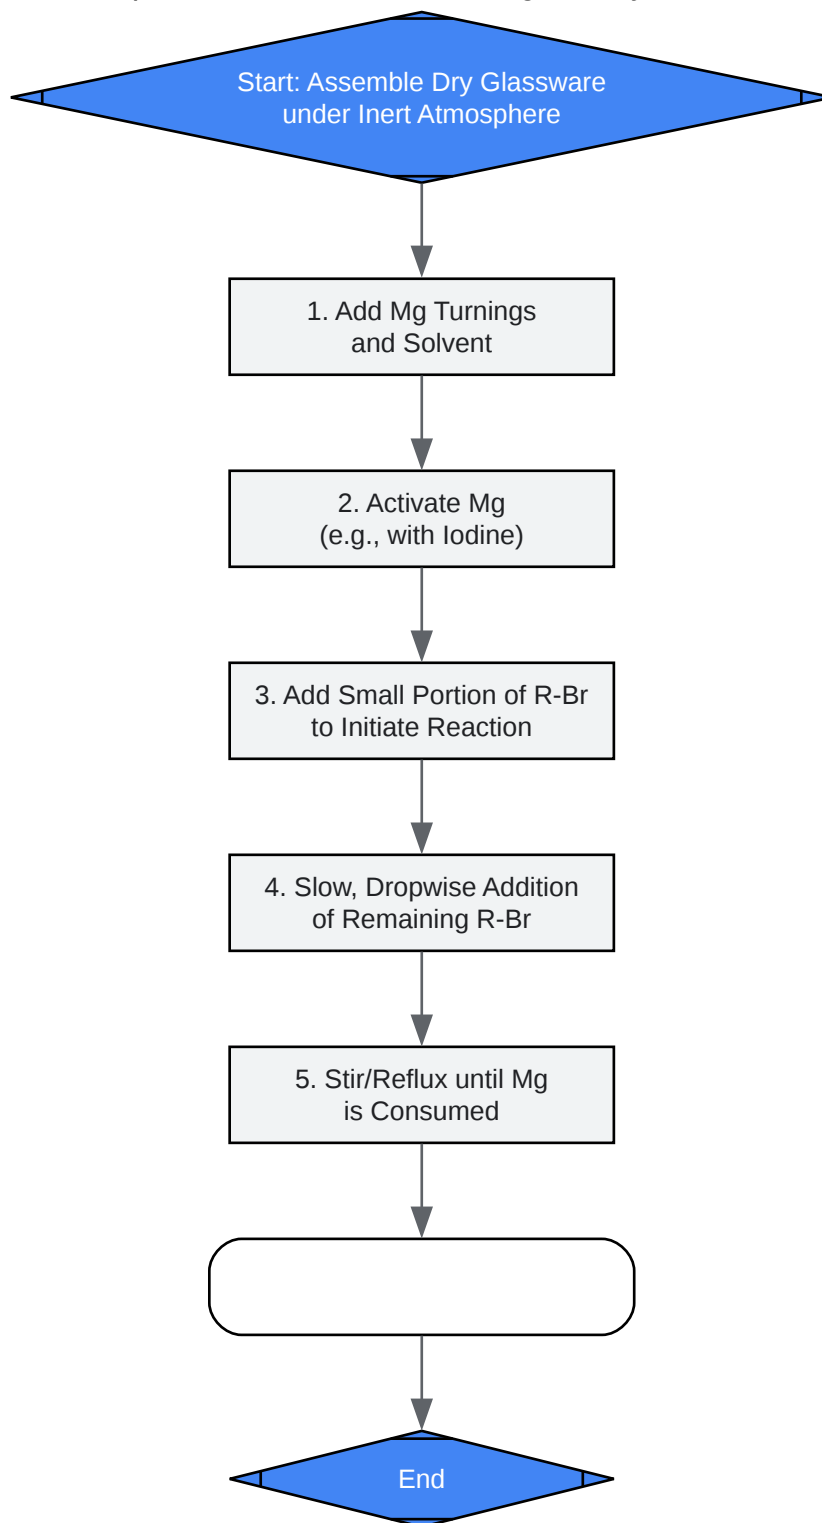 Start: Assemble Dry Glassware
under Inert Atmosphere
1. Add Mg Turnings
and Solvent
2. Activate Mg
(e.g., with Iodine)
3. Add Small Portion of R-Br
to Initiate Reaction
4. Slow, Dropwise Addition
of Remaining R-Br
5. Stir/Reflux until Mg
is Consumed
End